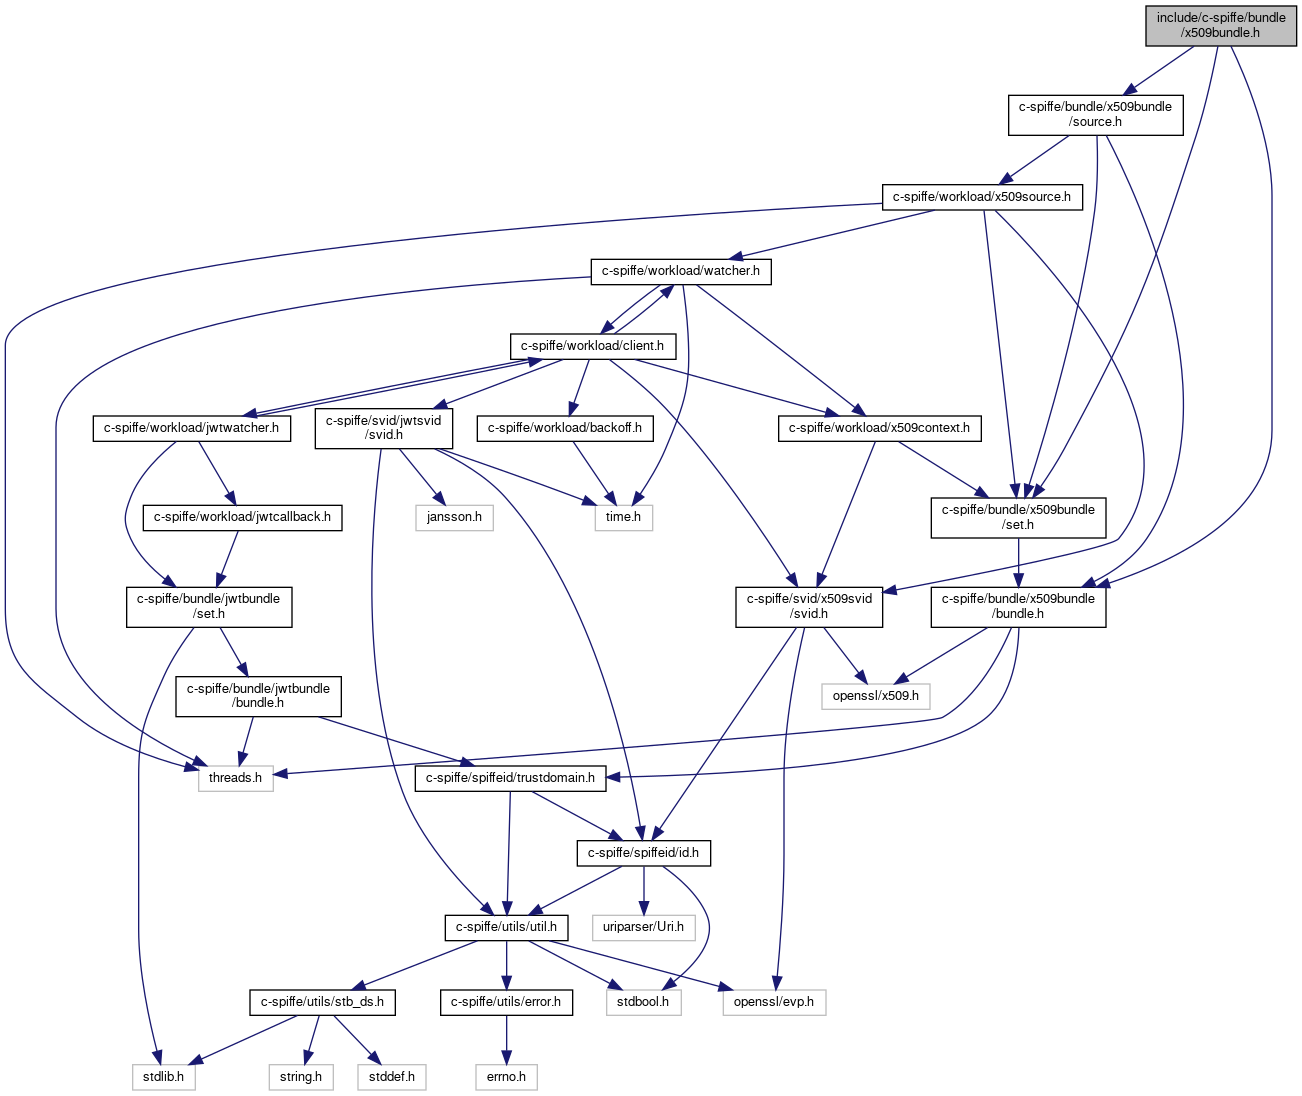 include/c-spiffe/bundle
/x509bundle.h
c-spiffe/bundle/x509bundle
/source.h
c-spiffe/workload/x509source.h
c-spiffe/workload/watcher.h
c-spiffe/workload/client.h
c-spiffe/workload/jwtwatcher.h
c-spiffe/svid/jwtsvid
/svid.h
c-spiffe/workload/backoff.h
c-spiffe/workload/x509context.h
c-spiffe/workload/jwtcallback.h
jansson.h
time.h
c-spiffe/bundle/x509bundle
/set.h
c-spiffe/bundle/jwtbundle
/set.h
c-spiffe/svid/x509svid
/svid.h
c-spiffe/bundle/x509bundle
/bundle.h
c-spiffe/bundle/jwtbundle
/bundle.h
openssl/x509.h
threads.h
c-spiffe/spiffeid/trustdomain.h
c-spiffe/spiffeid/id.h
c-spiffe/utils/util.h
uriparser/Uri.h
c-spiffe/utils/stb_ds.h
c-spiffe/utils/error.h
stdbool.h
openssl/evp.h
stdlib.h
string.h
stddef.h
errno.h